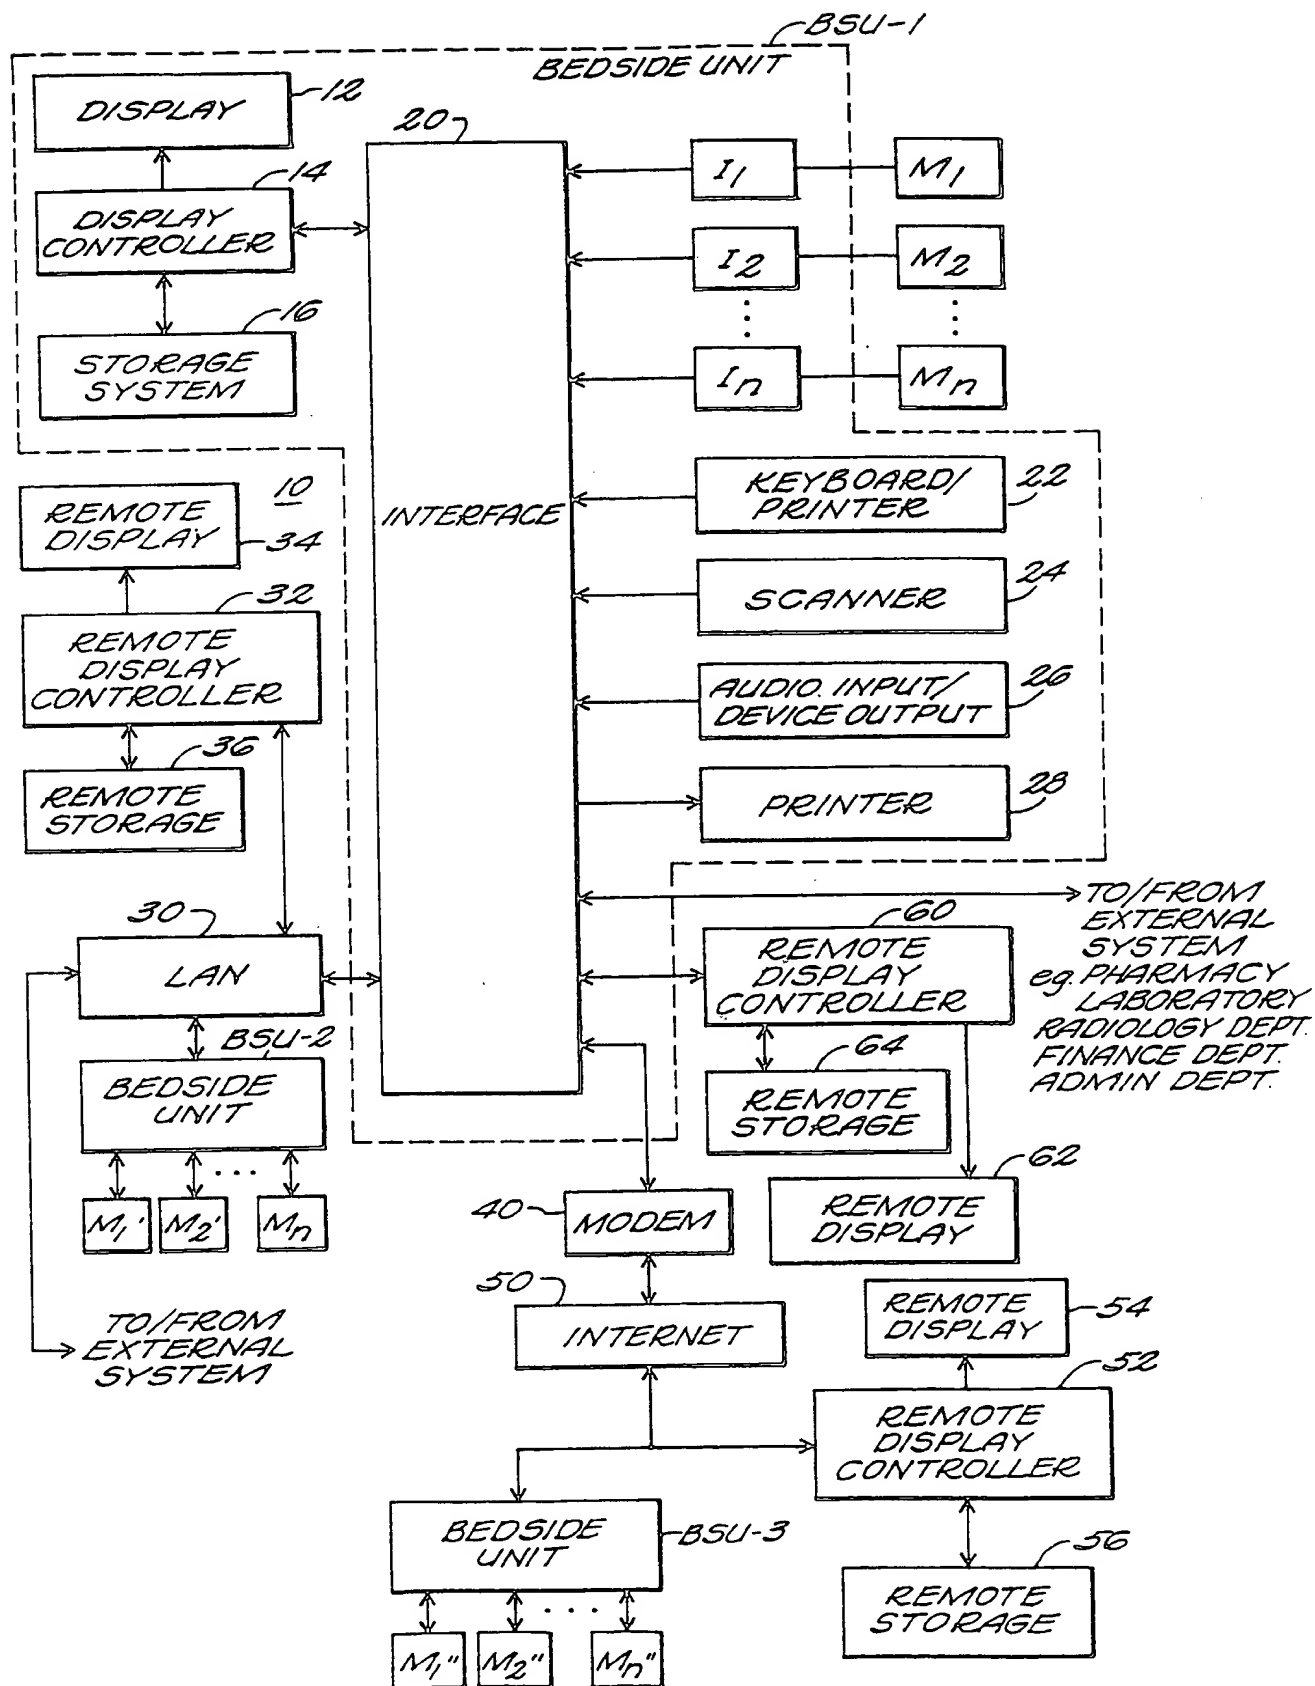 BSU-1
BEDSIDE UNIT
DISPLAY
12
20
14
DISPLAY
CONTROLLER
16
STORAGE
SYSTEM
I1
M1
I2
M2
In
Mn
INTERFACE
10
REMOTE
DISPLAY
34
32
REMOTE
DISPLAY
CONTROLLER
36
REMOTE
STORAGE
KEYBOARD/
PRINTER
22
SCANNER
24
AUDIO. INPUT/
DEVICE OUTPUT
26
PRINTER
28
30
LAN
BSU-2
BEDSIDE
UNIT
M1'
M2'
Mn
TO/FROM
EXTERNAL
SYSTEM
TO/FROM
EXTERNAL
SYSTEM
eg. PHARMACY
LABORATORY
RADIOLOGY DEPT.
FINANCE DEPT.
ADMIN DEPT.
60
REMOTE
DISPLAY
CONTROLLER
64
REMOTE
STORAGE
62
REMOTE
DISPLAY
40
MODEM
50
INTERNET
REMOTE
DISPLAY
54
52
REMOTE
DISPLAY
CONTROLLER
56
REMOTE
STORAGE
BEDSIDE
UNIT
BSU-3
M1"
M2"
Mn"